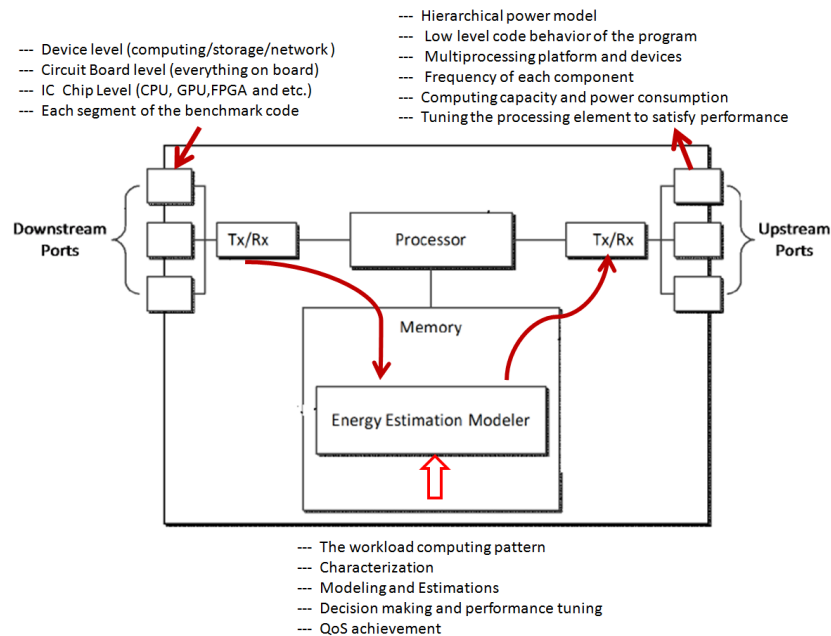 --- Hierarchical power model
--- Low level code behavior of the program
--- Multiprocessing platform and devices
--- Frequency of each component
--- Computing capacity and power consumption
--- Tuning the processing element to satisfy performance
--- Device level (computing/storage/network)
--- Circuit Board level (everything on board)
--- IC Chip Level (CPU, GPU,FPGA and etc.)
--- Each segment of the benchmark code
Downstream
Ports
Tx/Rx
Processor
Tx/Rx
Upstream
Ports
Memory
Energy Estimation Modeler
--- The workload computing pattern
--- Characterization
--- Modeling and Estimations
--- Decision making and performance tuning
--- QoS achievement